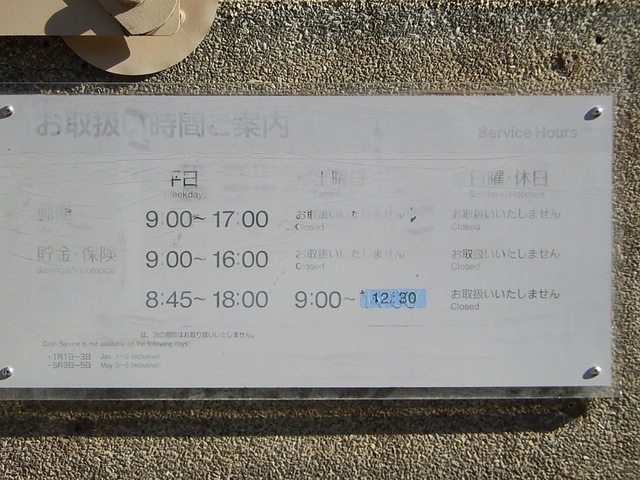 お取扱 時間ご案内 Service Hours
平日 土曜日 日曜・休日
Weekdays Saturdays Sundays/Holidays
郵便 9:00～17:00 お取扱いいたしません お取扱いいたしません
Closed Closed
貯金・保険 9:00～16:00 お取扱いいたしません お取扱いいたしません
Savings/Insurance Closed Closed
8:45～18:00 9:00～12:30 お取扱いいたしません
Closed
は、次の期間はお取り扱いいたしません。
Cash Service is not available on the following days:
・1月1日～3日 Jan. 1～3 (inclusive)
・5月3日～5日 May 3～5 (inclusive)